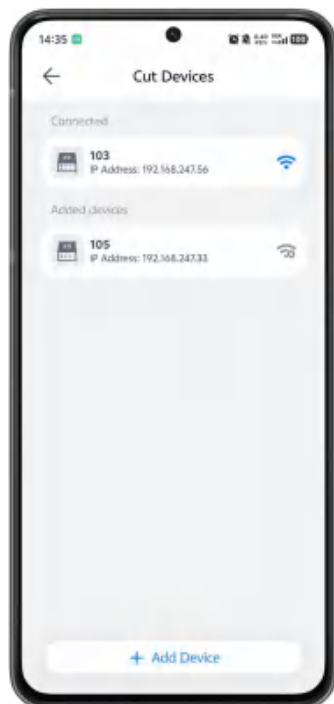 14:35
100
Cut Devices
Connected
103
IP Address: 192.168.247.56
Added devices
105
IP Address: 192.168.247.33
+ Add Device